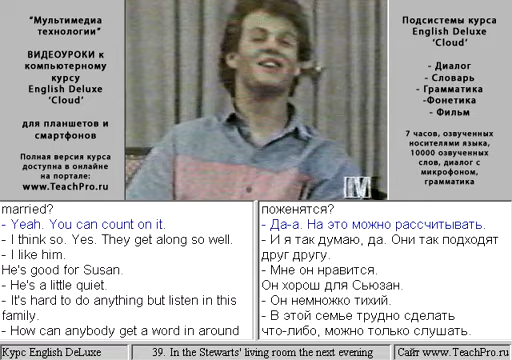 "Мультимедиа
технологии"
ВИДЕОУРОКИ к
компьютерному
курсу
English Deluxe
'Cloud'
для планшетов и
смартфонов
Полная версия курса
доступна в онлайне
на портале:
www.TeachPro.ru
Подсистемы курса
English Deluxe
'Cloud'
- Диалог
- Словарь
- Грамматика
-Фонетика
- Фильм
7 часов, озвученных
носителями языка,
10000 озвученных
слов, диалог с
микрофоном,
грамматика
married?
- Yeah. You can count on it.
- I think so. Yes. They get along so well.
- I like him.
He's good for Susan.
- He's a little quiet.
- It's hard to do anything but listen in this
family.
- How can anybody get a word in around
поженятся?
- Да-а. На это можно рассчитывать.
- И я так думаю, да. Они так подходят
друг другу.
- Мне он нравится.
Он хорош для Сьюзан.
- Он немножко тихий.
- В этой семье трудно сделать
что-либо, можно только слушать.
Курс English DeLuxe
39. In the Stewarts' living room the next evening
Сайт www.TeachPro.ru